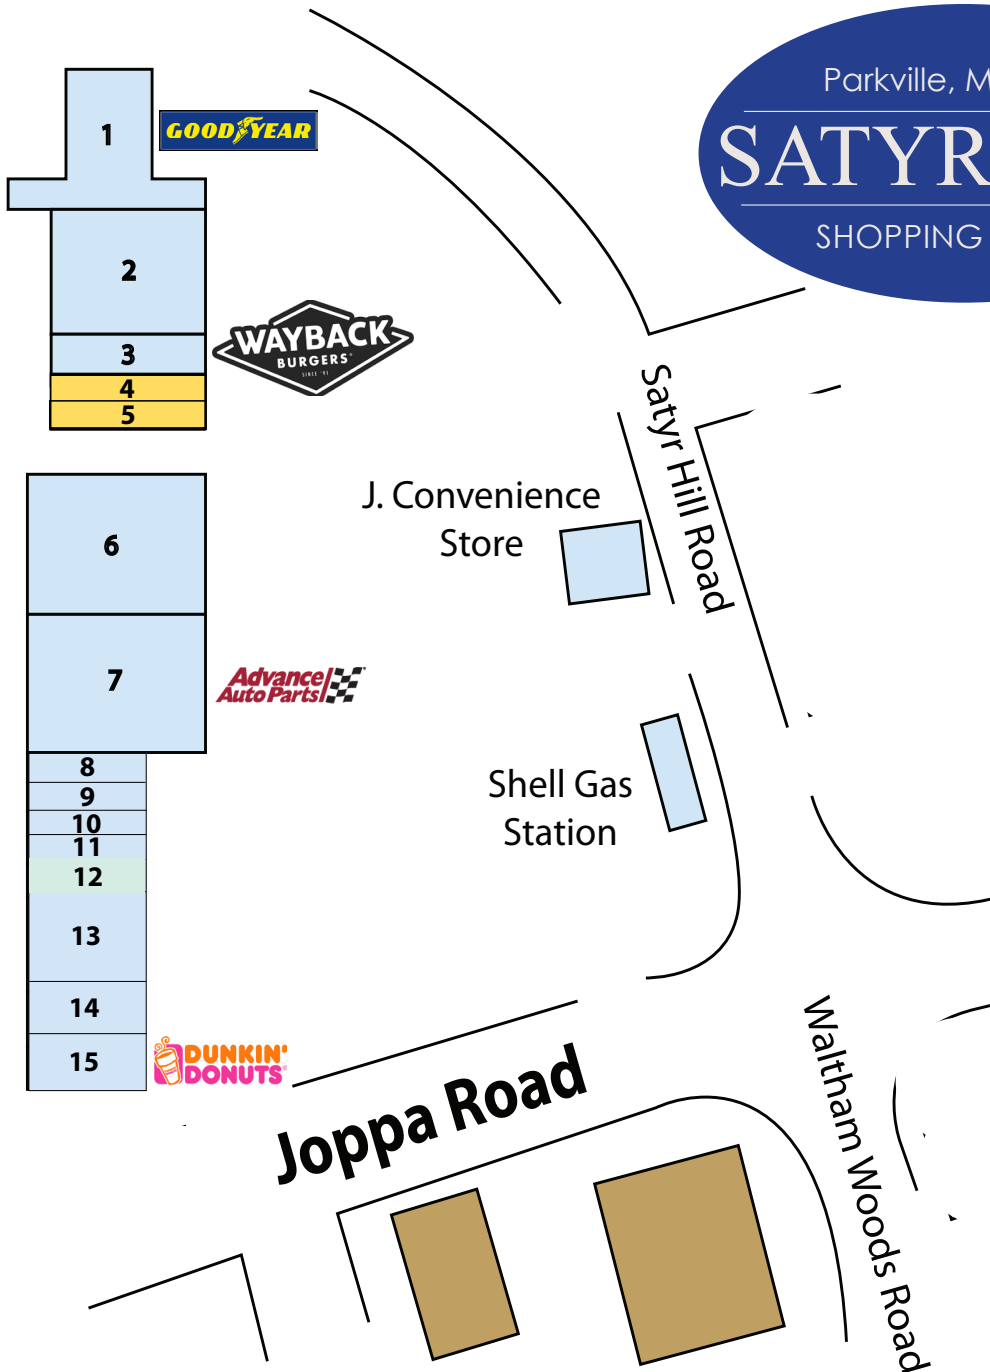 Parkville, M
SATYR
SHOPPING
1
GOODYEAR
2
3
WAYBACK
BURGERS
SINCE '91
4
5
J. Convenience
Store
Satyr Hill Road
6
7
Advance
Auto Parts
8
9
10
11
12
13
14
15
Shell Gas
Station
DUNKIN'
DONUTS
Joppa Road
Waltham Woods Road